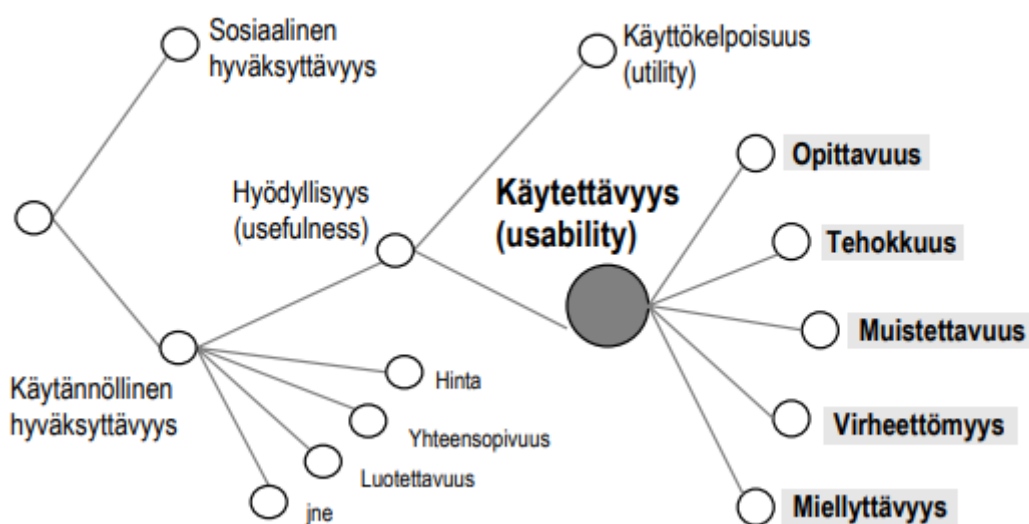 Sosiaalinen
hyväksyttävyys
Käyttökelpoisuus
(utility)
Opittavuus
Hyödyllisyys
(usefulness)
Käytettävyys
(usability)
Tehokkuus
Muistettavuus
Käytännöllinen
hyväksyttävyys
Hinta
Yhteensopivuus
Luotettavuus
jne
Virheettömyys
Miellyttävyys